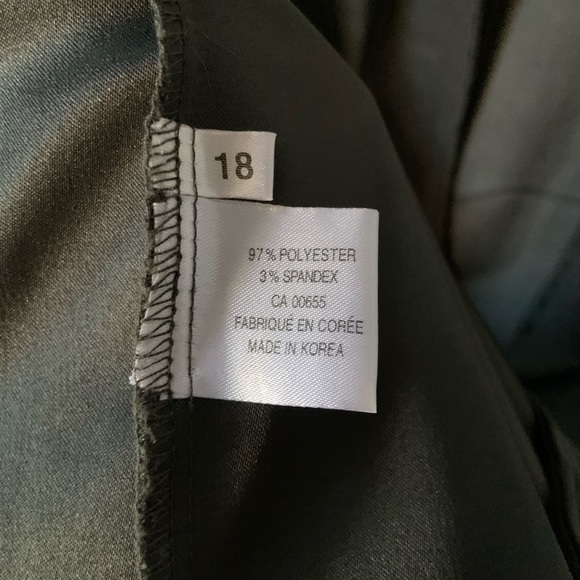 18
97% POLYESTER
3% SPANDEX
CA 00655
FABRIQUÉ EN CORÉE
MADE IN KOREA